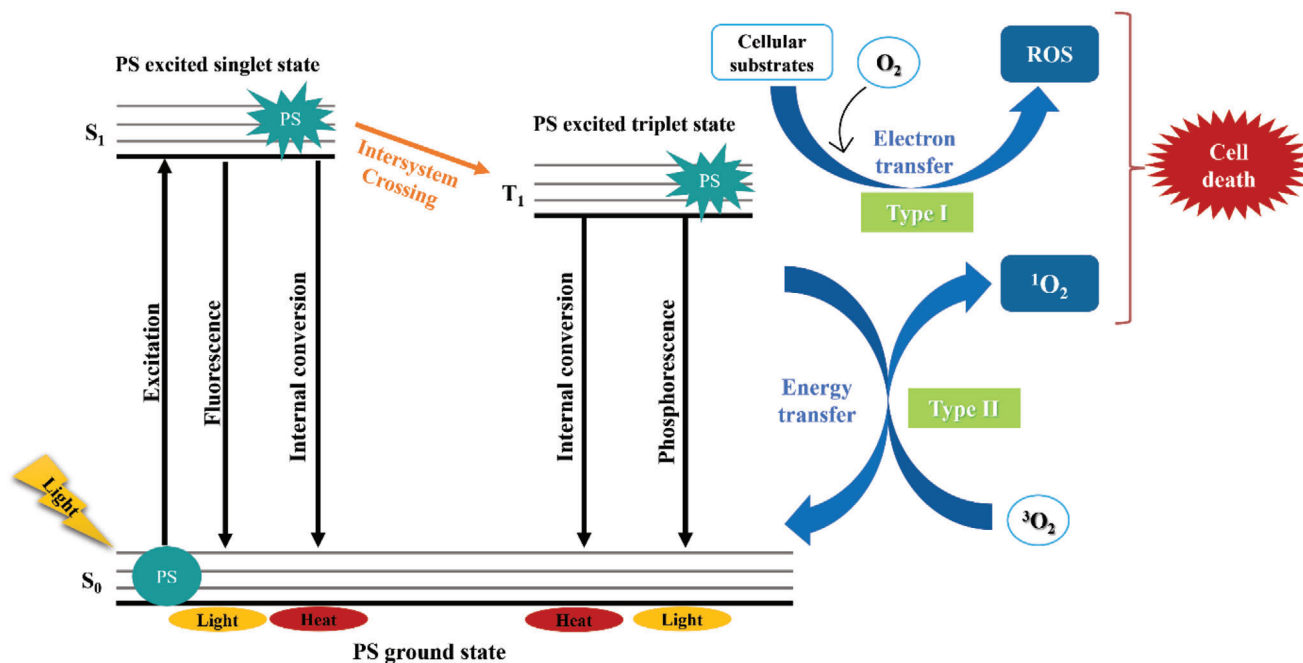 PS excited singlet state
S₁
PS
Intersystem
Crossing
PS excited triplet state
T₁
PS
Cellular
substrates
O₂
ROS
Electron
transfer
Type I
Cell
death
Excitation
Fluorescence
Internal conversion
Internal conversion
Phosphorescence
¹O₂
Energy
transfer
Type II
³O₂
Light
S₀
PS
Light
Heat
Heat
Light
PS ground state